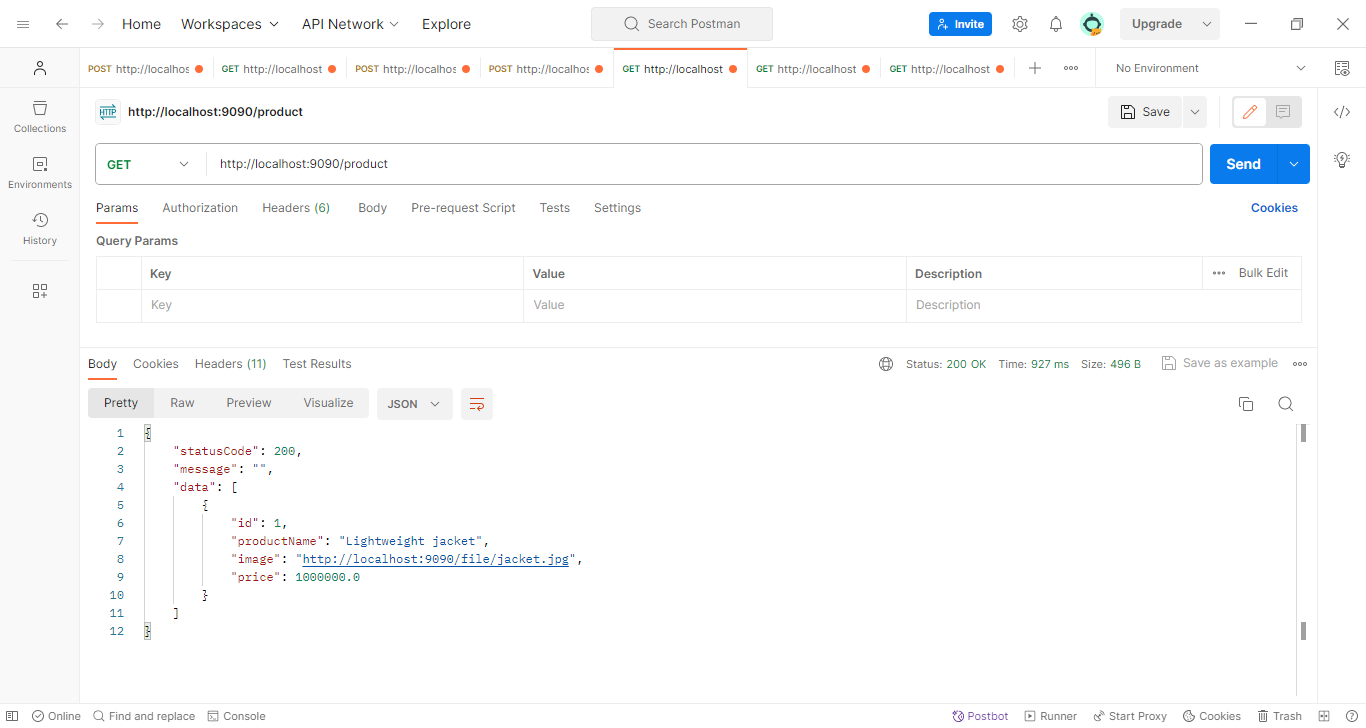 Home Workspaces API Network Explore Search Postman Invite Upgrade
POST http://localhos GET http://localhost POST http://localhos POST http://localhos GET http://localhost GET http://localhost GET http://localhost No Environment
HTTP http://localhost:9090/product Save
Collections
Environments
History
GET http://localhost:9090/product Send
Params Authorization Headers (6) Body Pre-request Script Tests Settings Cookies
Query Params
Key Value Description Bulk Edit
Key Value Description
Body Cookies Headers (11) Test Results Status: 200 OK Time: 927 ms Size: 496 B Save as example
Pretty Raw Preview Visualize JSON
1 {
2 "statusCode": 200,
3 "message": "",
4 "data": [
5 {
6 "id": 1,
7 "productName": "Lightweight jacket",
8 "image": "http://localhost:9090/file/jacket.jpg",
9 "price": 1000000.0
10 }
11 ]
12 }
Online Find and replace Console Postbot Runner Start Proxy Cookies Trash